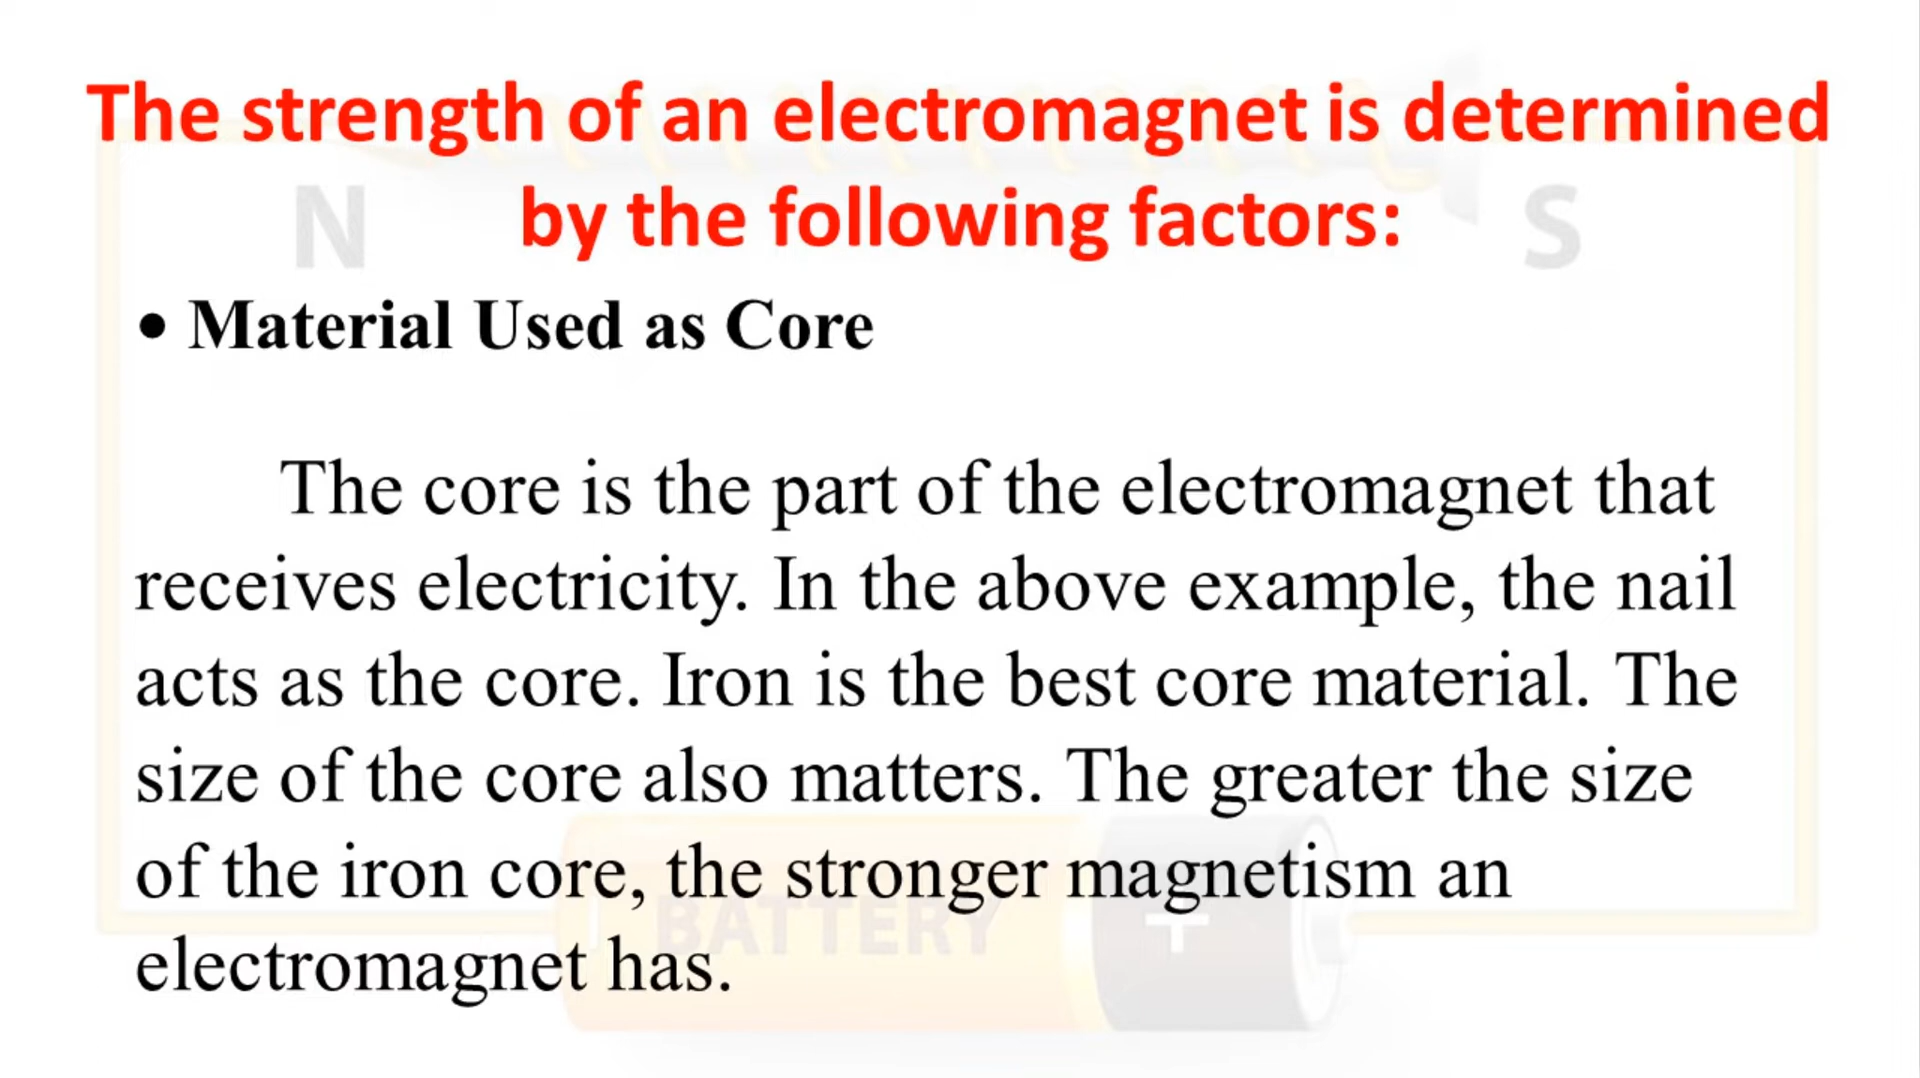 The strength of an electromagnet is determined
by the following factors:
N
S
• Material Used as Core
The core is the part of the electromagnet that
receives electricity. In the above example, the nail
acts as the core. Iron is the best core material. The
size of the core also matters. The greater the size
of the iron core, the stronger magnetism an
BATTERY +
electromagnet has.